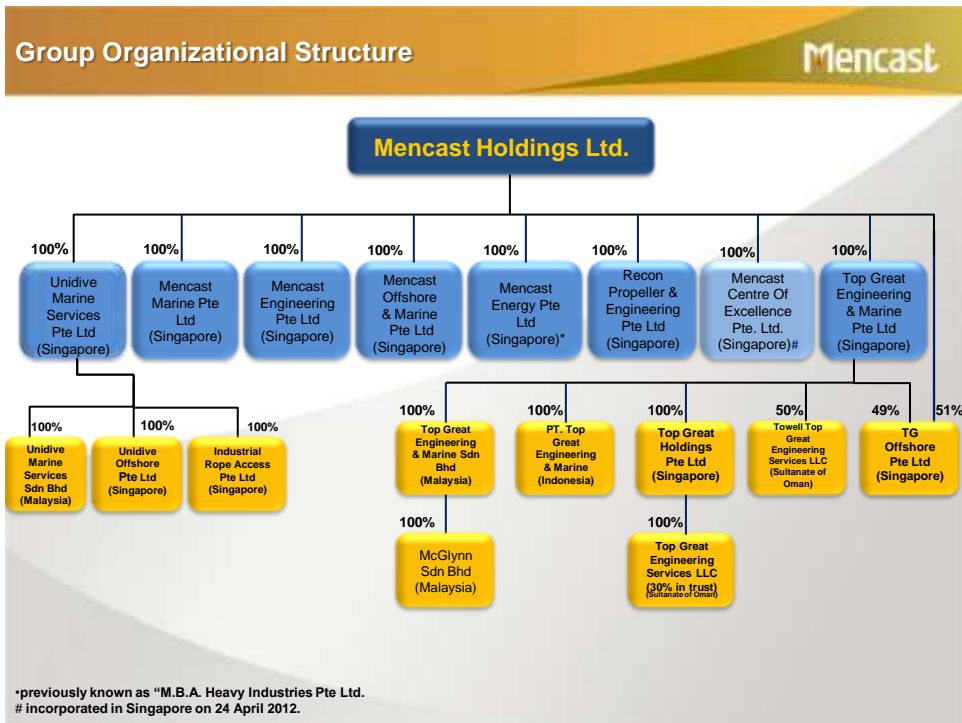 Group Organizational Structure
Mencast
Mencast Holdings Ltd.
100%
100%
100%
100%
100%
100%
100%
100%
Unidive
Marine
Services
Pte Ltd
(Singapore)
Mencast
Marine Pte
Ltd
(Singapore)
Mencast
Engineering
Pte Ltd
(Singapore)
Mencast
Offshore
& Marine
Pte Ltd
(Singapore)
Mencast
Energy Pte
Ltd
(Singapore)*
Recon
Propeller &
Engineering
Pte Ltd
(Singapore)
Mencast
Centre Of
Excellence
Pte. Ltd.
(Singapore)#
Top Great
Engineering
& Marine
Pte Ltd
(Singapore)
100%
100%
100%
100%
100%
100%
50%
49%
51%
Unidive
Marine
Services
Sdn Bhd
(Malaysia)
Unidive
Offshore
Pte Ltd
(Singapore)
Industrial
Rope Access
Pte Ltd
(Singapore)
Top Great
Engineering
& Marine Sdn
Bhd
(Malaysia)
PT. Top
Great
Engineering
& Marine
(Indonesia)
Top Great
Holdings
Pte Ltd
(Singapore)
Towell Top
Great
Engineering
Services LLC
(Sultanate of
Oman)
TG
Offshore
Pte Ltd
(Singapore)
100%
100%
McGlynn
Sdn Bhd
(Malaysia)
Top Great
Engineering
Services LLC
(30% in trust)
(Sultanate of Oman)
•previously known as “M.B.A. Heavy Industries Pte Ltd.
# incorporated in Singapore on 24 April 2012.